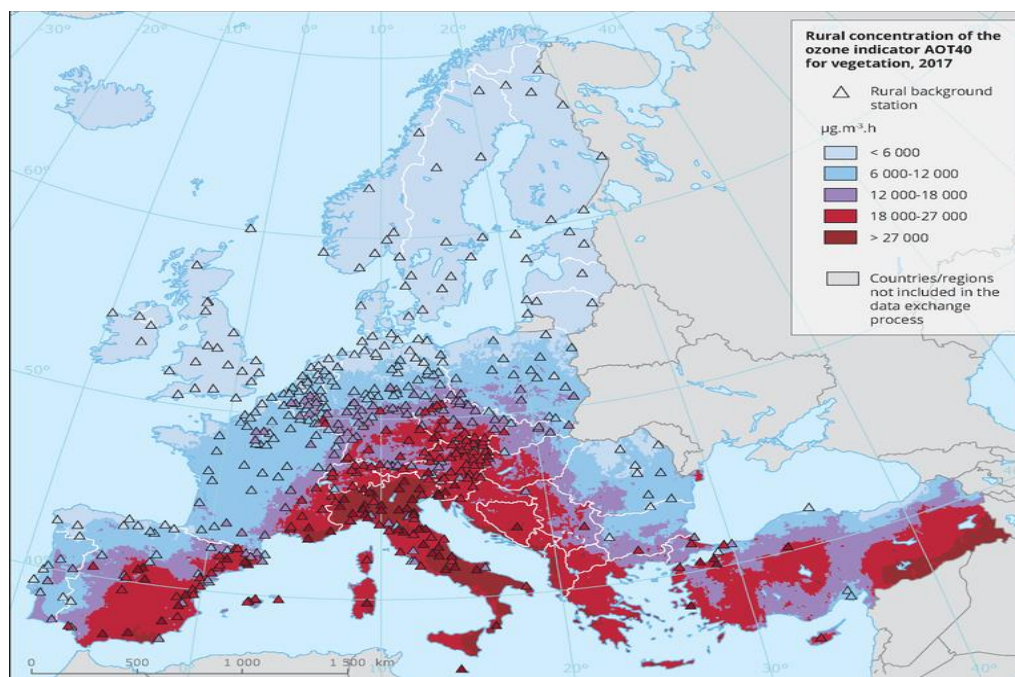 -30°
-20°
-10°
0°
10°
20°
30°
40°
50°
60°
70°
Rural concentration of the
ozone indicator AOT40
for vegetation, 2017
Rural background
station
µg.m⁻³.h
< 6 000
6 000-12 000
12 000-18 000
18 000-27 000
> 27 000
Countries/regions
not included in the
data exchange
process
60°
50°
0
500
1 000
1 500 km
20°
30°
40°